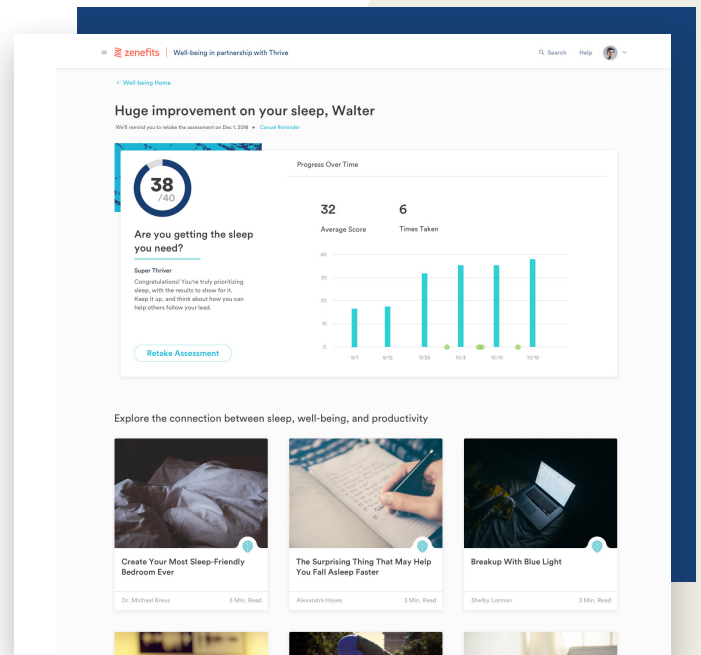 zenefits
Well-being in partnership with Thrive
Search
Help
Well-being Home
Huge improvement on your sleep, Walter
We'll remind you to retake the assessment on Dec 1, 2018 • Cancel Reminder
38
/40
Are you getting the sleep
you need?
Super Thriver
Congratulations! You're truly prioritizing
sleep, with the results to show for it.
Keep it up, and think about how you can
help others follow your lead.
Retake Assessment
Progress Over Time
32
6
Average Score
Times Taken
40
30
20
10
0
9/1
9/12
9/26
10/3
10/10
10/16
Explore the connection between sleep, well-being, and productivity
Create Your Most Sleep-Friendly
Bedroom Ever
Dr. Michael Breus
3 Min. Read
The Surprising Thing That May Help
You Fall Asleep Faster
Alexandra Hayes
3 Min. Read
Breakup With Blue Light
Shelby Lorman
3 Min. Read